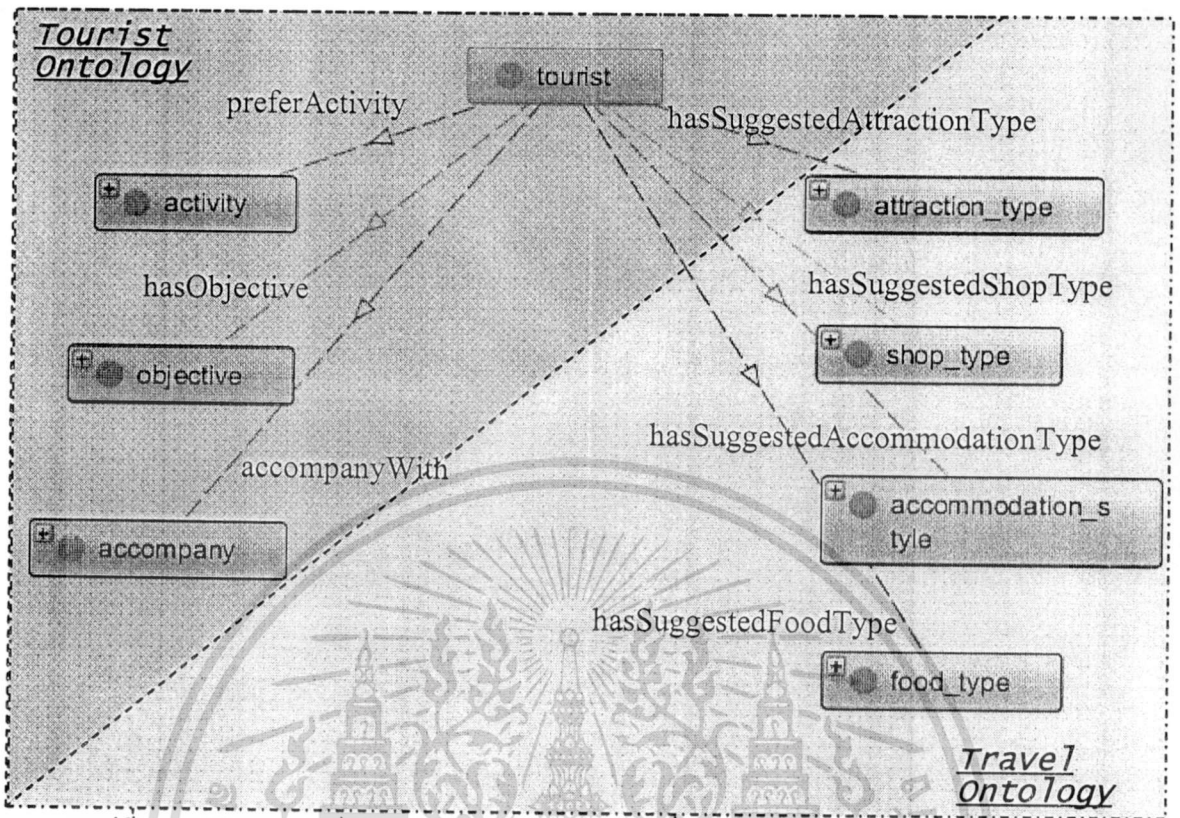 Tourist
Ontology
tourist
preferActivity
hasSuggestedAttractionType
activity
attraction_type
hasObjective
hasSuggestedShopType
objective
shop_type
hasSuggestedAccommodationType
accompanyWith
accommodation_s
tyle
accompany
hasSuggestedFoodType
food_type
Travel
Ontology